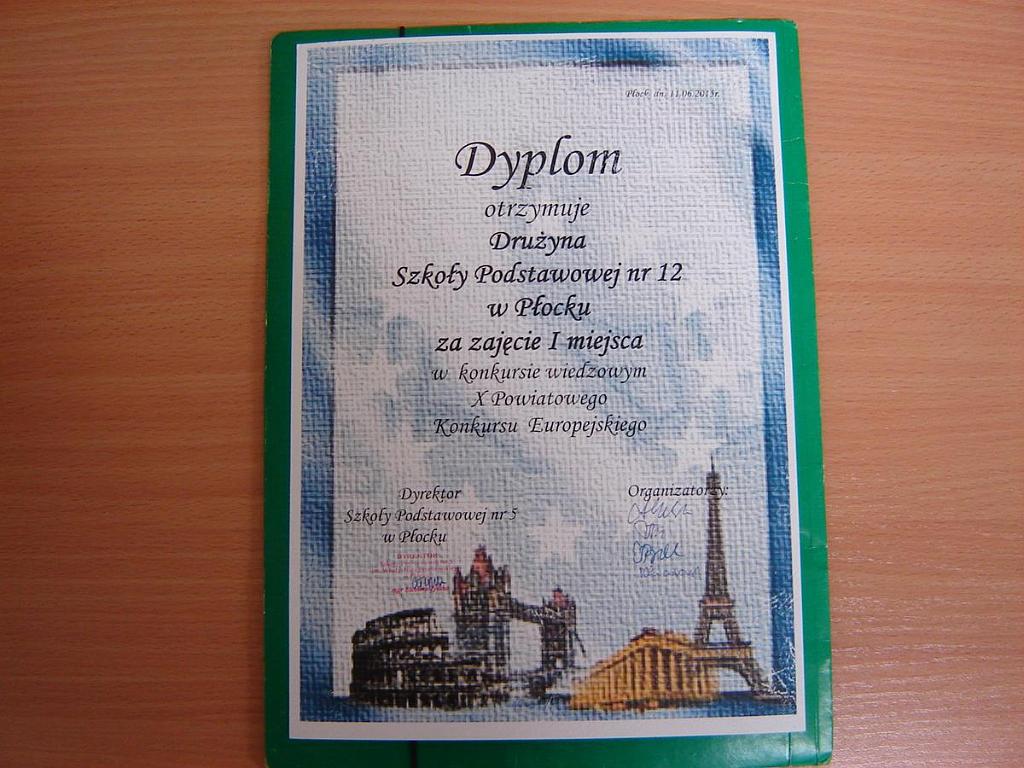 Płock, dn. 11.06.2015r.
Dyplom
otrzymuje
Drużyna
Szkoły Podstawowej nr 12
w Płocku
za zajęcie I miejsca
w konkursie wiedzowym
X Powiatowego
Konkursu Europejskiego
Dyrektor
Szkoły Podstawowej nr 5
w Płocku
Organizatorzy: